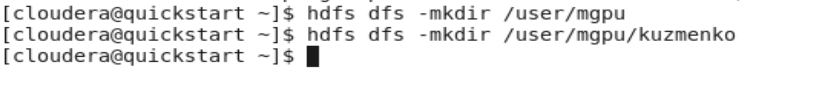 [cloudera@quickstart ~]$ hdfs dfs -mkdir /user/mgpu
[cloudera@quickstart ~]$ hdfs dfs -mkdir /user/mgpu/kuzmenko
[cloudera@quickstart ~]$